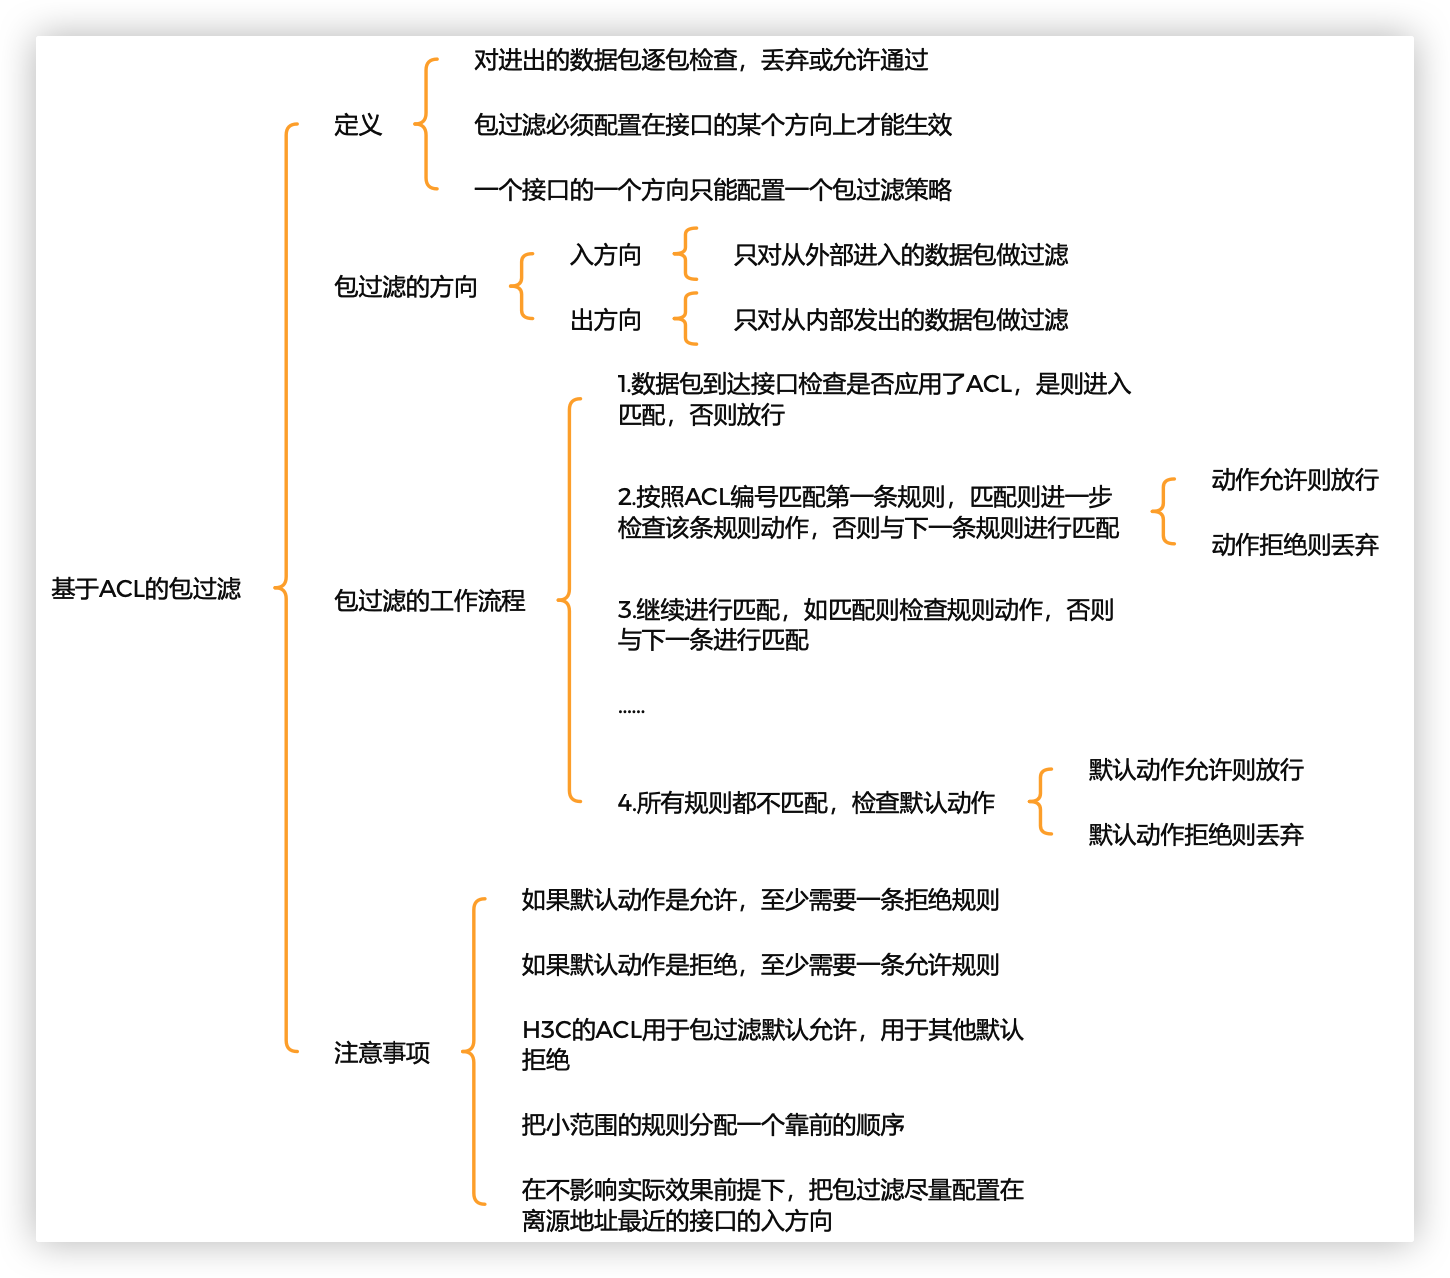 基于ACL的包过滤
定义
对进出的数据包逐包检查，丢弃或允许通过
包过滤必须配置在接口的某个方向上才能生效
一个接口的一个方向只能配置一个包过滤策略
包过滤的方向
入方向
只对从外部进入的数据包做过滤
出方向
只对从内部发出的数据包做过滤
包过滤的工作流程
1.数据包到达接口检查是否应用了ACL，是则进入
匹配，否则放行
2.按照ACL编号匹配第一条规则，匹配则进一步
检查该条规则动作，否则与下一条规则进行匹配
动作允许则放行
动作拒绝则丢弃
3.继续进行匹配，如匹配则检查规则动作，否则
与下一条进行匹配
……
4.所有规则都不匹配，检查默认动作
默认动作允许则放行
默认动作拒绝则丢弃
注意事项
如果默认动作是允许，至少需要一条拒绝规则
如果默认动作是拒绝，至少需要一条允许规则
H3C的ACL用于包过滤默认允许，用于其他默认
拒绝
把小范围的规则分配一个靠前的顺序
在不影响实际效果前提下，把包过滤尽量配置在
离源地址最近的接口的入方向